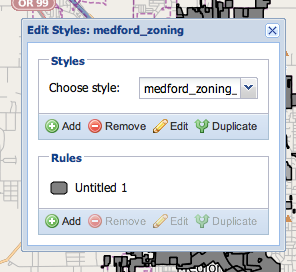 OR 99
Edit Styles: medford_zoning
Styles
Choose style: medford_zoning_
Add Remove Edit Duplicate
Rules
Untitled 1
Add Remove Edit Duplicate